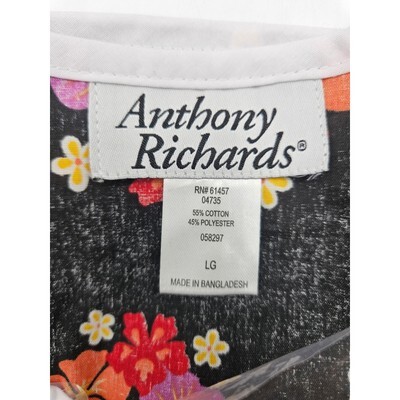 Anthony
Richards®
RN# 61457
04735
55% COTTON
45% POLYESTER
058297
LG
MADE IN BANGLADESH